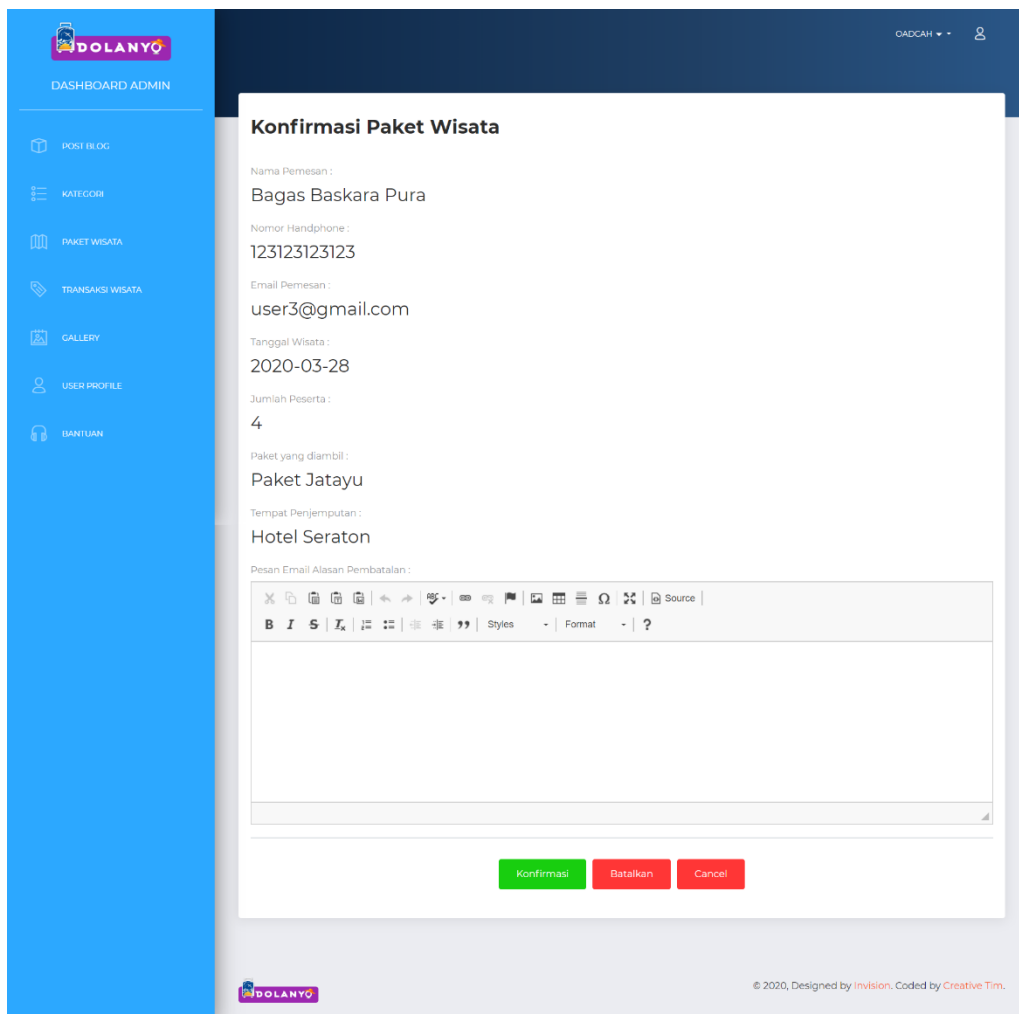 DOLANYO
DASHBOARD ADMIN
POST BLOG
KATEGORI
PAKET WISATA
TRANSAKSI WISATA
GALLERY
USER PROFILE
BANTUAN
OADCAH
Konfirmasi Paket Wisata
Nama Pemesan :
Bagas Baskara Pura
Nomor Handphone :
123123123123
Email Pemesan :
user3@gmail.com
Tanggal Wisata :
2020-03-28
Jumlah Peserta :
4
Paket yang diambil :
Paket Jatayu
Tempat Penjemputan :
Hotel Seraton
Pesan Email Alasan Pembatalan :
ABC Ω Source
B I S Tx Styles Format ?
Konfirmasi Batalkan Cancel
DOLANYO
© 2020, Designed by Invision. Coded by Creative Tim.